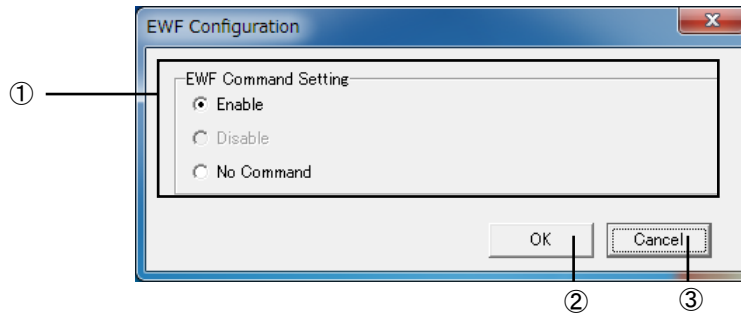 EWF Configuration
①
EWF Command Setting
Enable
Disable
No Command
OK
Cancel
②
③